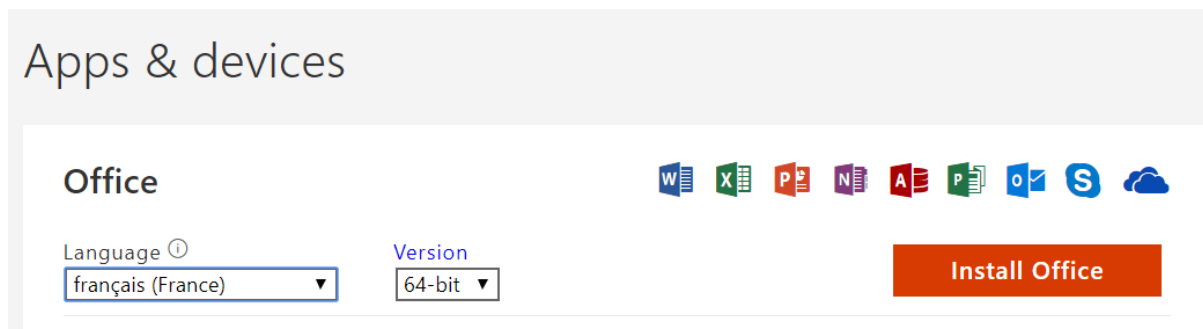 Apps & devices
Office
Language
Version
français (France)
64-bit
Install Office